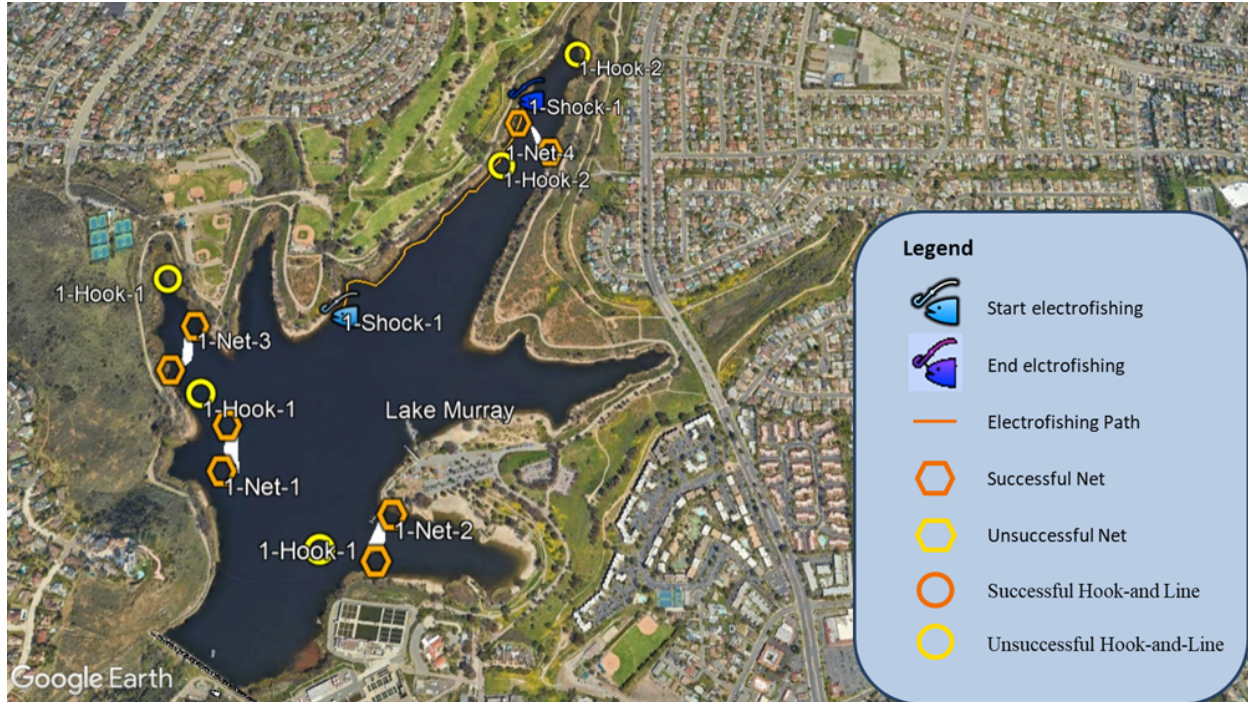 1-Hook-2
1-Shock-1
1-Net-4
1-Hook-2
1-Hook-1
1-Shock-1
1-Net-3
1-Hook-1
Lake Murray
1-Net-1
1-Net-2
1-Hook-1
Google Earth
Legend
Start electrofishing
End elctrofishing
Electrofishing Path
Successful Net
Unsuccessful Net
Successful Hook-and Line
Unsuccessful Hook-and-Line